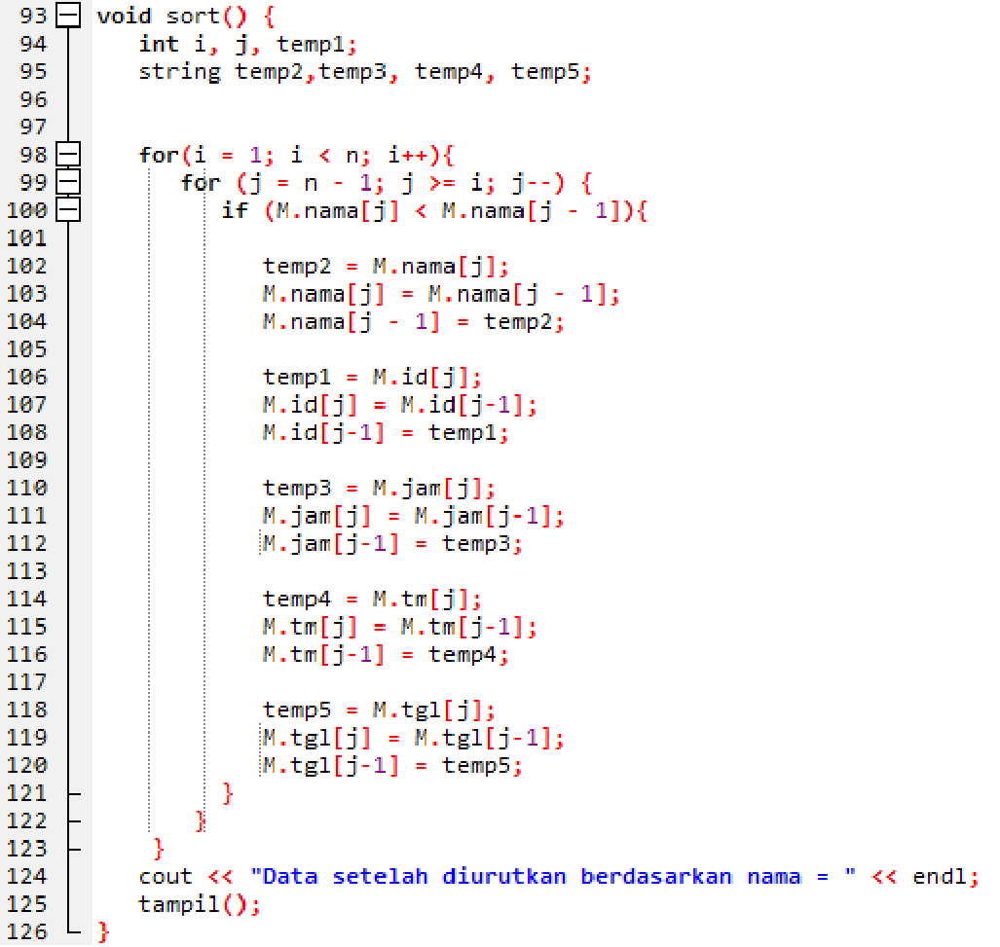 93 void sort() {
94 int i, j, temp1;
95 string temp2,temp3, temp4, temp5;
96
97
98 for(i = 1; i < n; i++){
99 for (j = n - 1; j >= i; j--) {
100 if (M.nama[j] < M.nama[j - 1]){
101
102 temp2 = M.nama[j];
103 M.nama[j] = M.nama[j - 1];
104 M.nama[j - 1] = temp2;
105
106 temp1 = M.id[j];
107 M.id[j] = M.id[j-1];
108 M.id[j-1] = temp1;
109
110 temp3 = M.jam[j];
111 M.jam[j] = M.jam[j-1];
112 M.jam[j-1] = temp3;
113
114 temp4 = M.tm[j];
115 M.tm[j] = M.tm[j-1];
116 M.tm[j-1] = temp4;
117
118 temp5 = M.tgl[j];
119 M.tgl[j] = M.tgl[j-1];
120 M.tgl[j-1] = temp5;
121 }
122 }
123 }
124 cout << "Data setelah diurutkan berdasarkan nama = " << endl;
125 tampil();
126 }